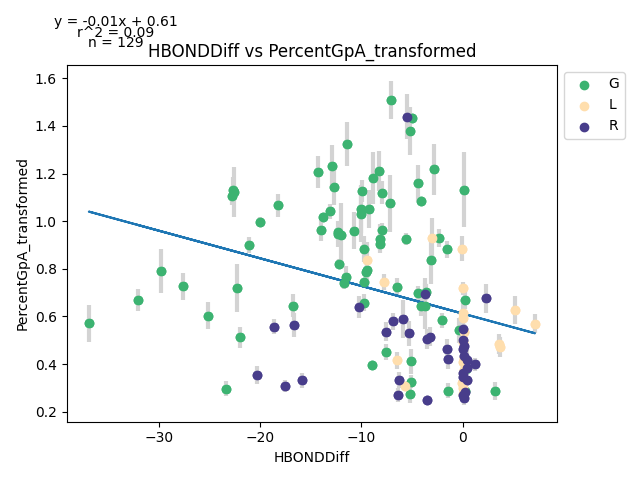 y = -0.01x + 0.61
r^2 = 0.09
n = 129
HBONDDiff vs PercentGpA_transformed
G
L
R
1.6
1.4
1.2
1.0
0.8
0.6
0.4
0.2
PercentGpA_transformed
−30
−20
−10
0
HBONDDiff